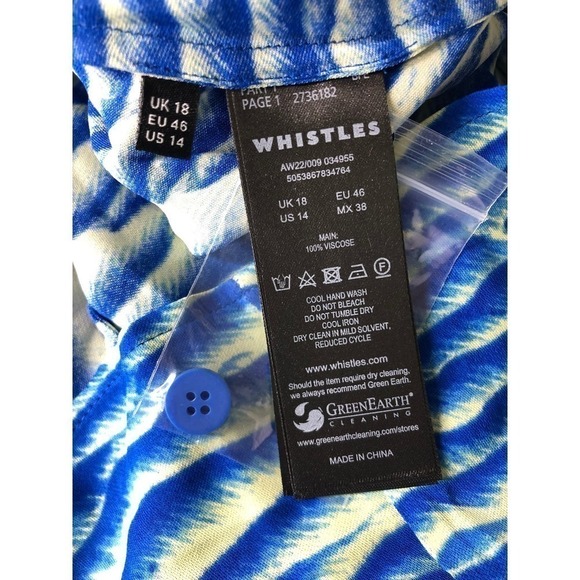 UK 18
EU 46
US 14
PAGE 1 2736182
WHISTLES
AW22/009 034955
5053867834764
UK 18 EU 46
US 14 MX 38
MAIN:
100% VISCOSE
COOL HAND WASH
DO NOT BLEACH
DO NOT TUMBLE DRY
COOL IRON
DRY CLEAN IN MILD SOLVENT,
REDUCED CYCLE
www.whistles.com
Should the item require dry cleaning,
we always recommend Green Earth.
GREENEARTH®
CLEANING
www.greenearthcleaning.com/stores
MADE IN CHINA